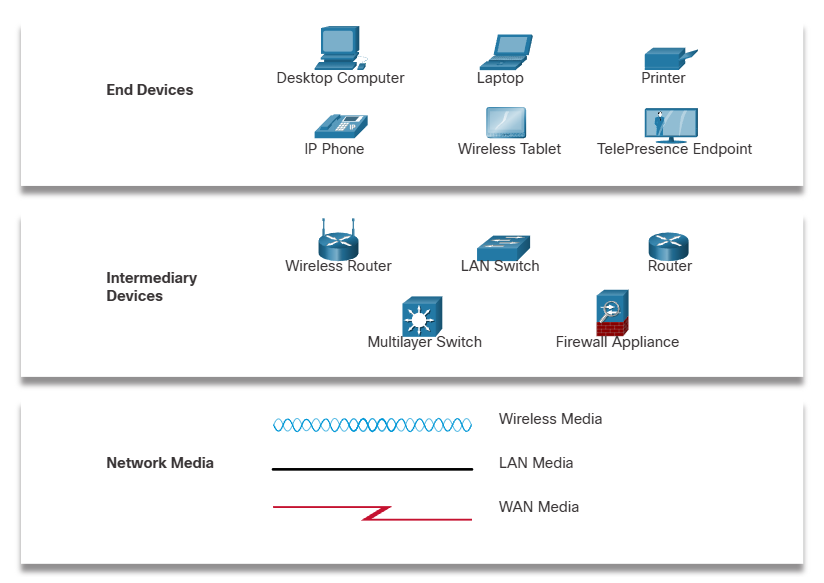 End Devices
Desktop Computer
Laptop
Printer
IP Phone
Wireless Tablet
TelePresence Endpoint
Intermediary
Devices
Wireless Router
LAN Switch
Router
Multilayer Switch
Firewall Appliance
Network Media
Wireless Media
LAN Media
WAN Media